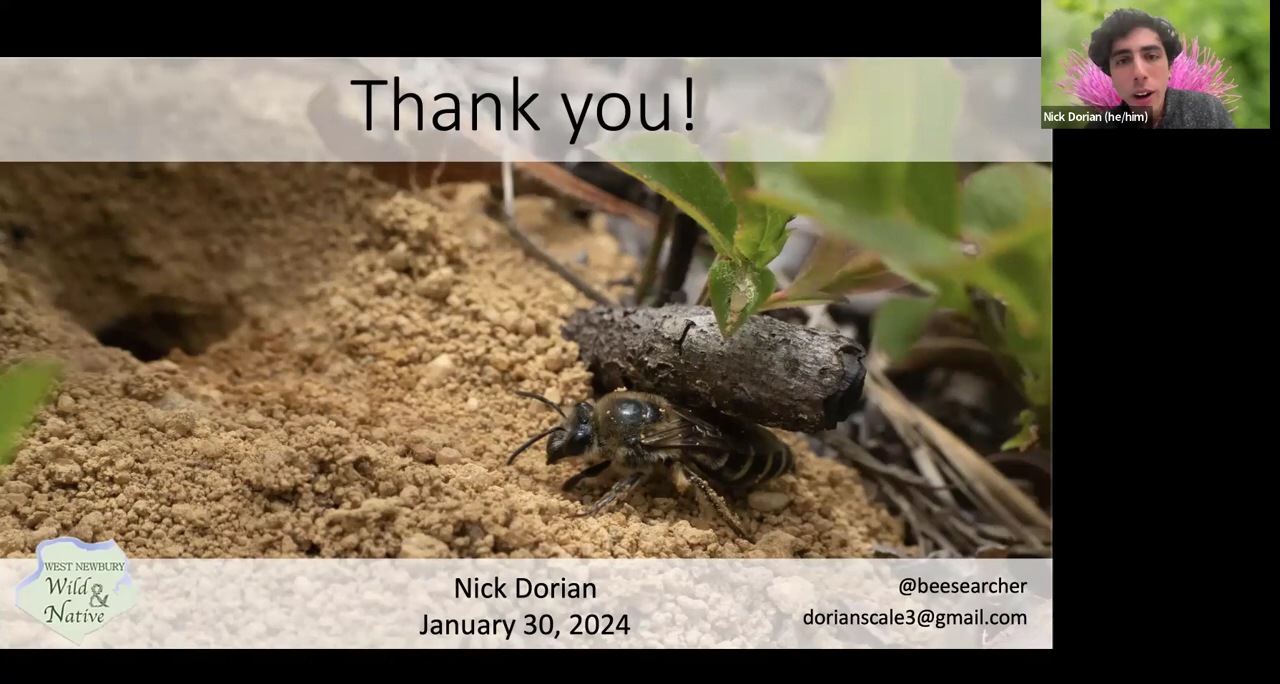 Thank you!
Nick Dorian (he/him)
WEST NEWBURY
Wild
&
Native
Nick Dorian
January 30, 2024
@beesearcher
dorianscale3@gmail.com